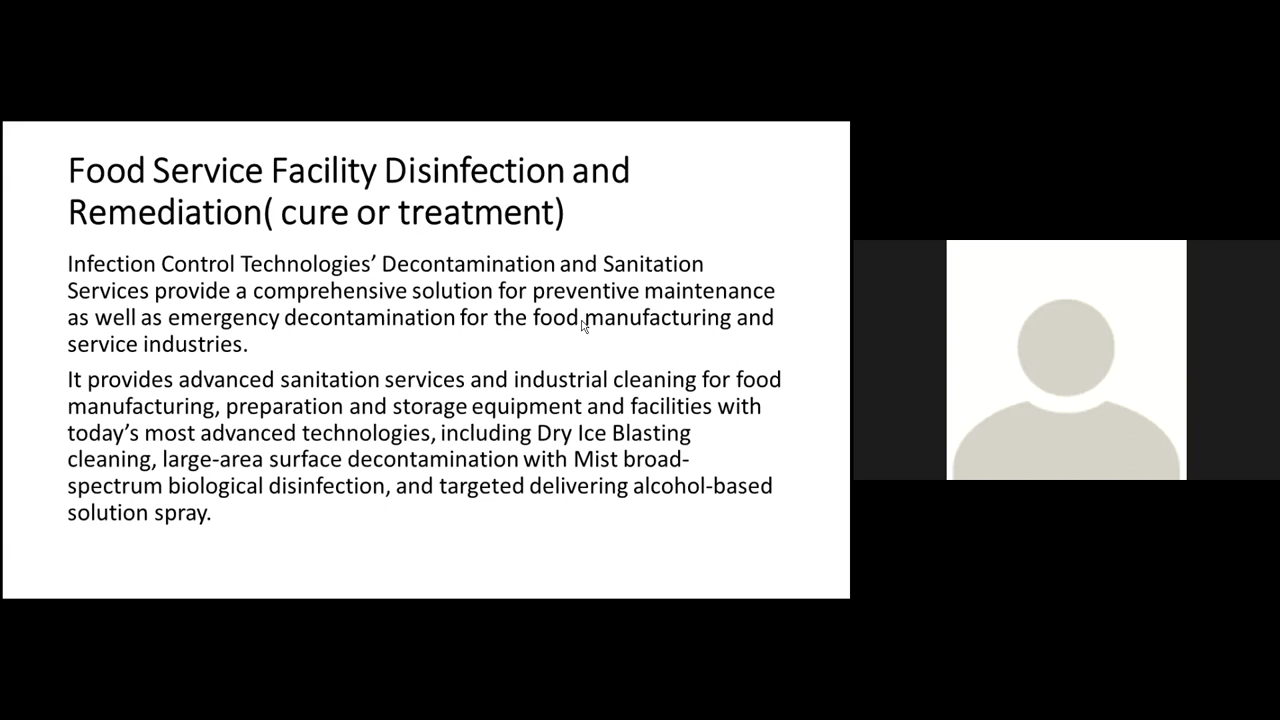 Food Service Facility Disinfection and
Remediation( cure or treatment)
Infection Control Technologies’ Decontamination and Sanitation
Services provide a comprehensive solution for preventive maintenance
as well as emergency decontamination for the food manufacturing and
service industries.
It provides advanced sanitation services and industrial cleaning for food
manufacturing, preparation and storage equipment and facilities with
today’s most advanced technologies, including Dry Ice Blasting
cleaning, large-area surface decontamination with Mist broad-
spectrum biological disinfection, and targeted delivering alcohol-based
solution spray.